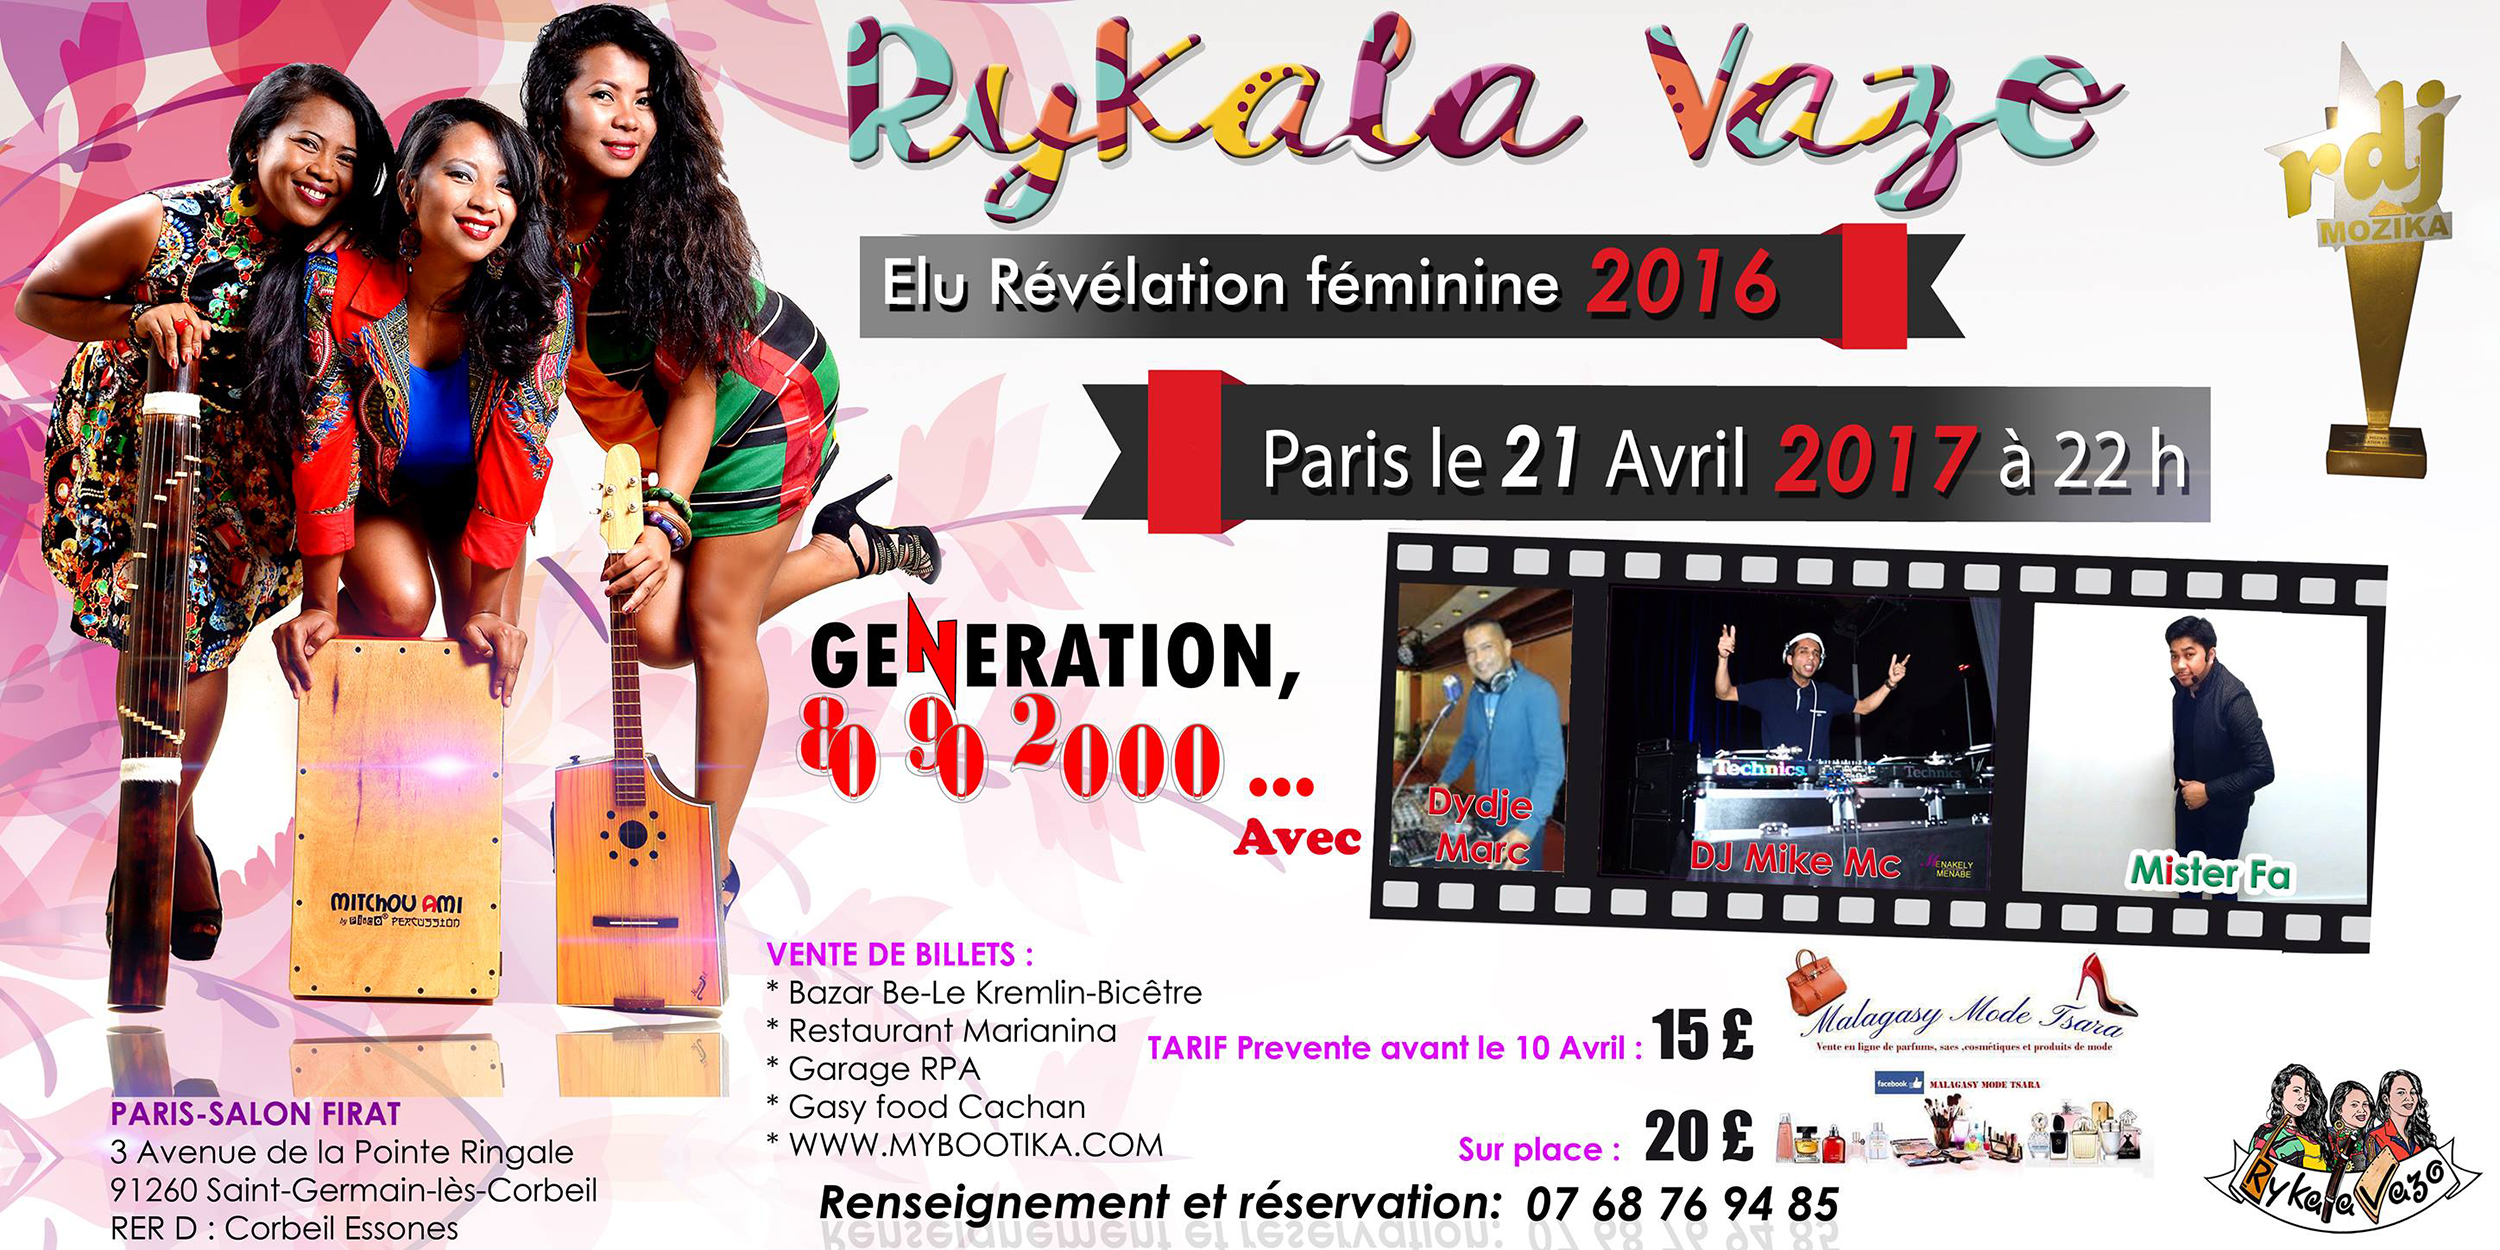 Rykala Vazo
rdj
MOZIKA
Elu Révélation féminine 2016
Paris le 21 Avril 2017 à 22 h
GENERATION,
80 90 2000 ...
Avec
Technics
Technics
Dydje
Marc
DJ Mike Mc
MENABE
Mister Fa
MITCHOU AMI
by PERCUSSION
VENTE DE BILLETS :
* Bazar Be-Le Kremlin-Bicêtre
* Restaurant Marianina
* Garage RPA
* Gasy food Cachan
* WWW.MYBOOTIKA.COM
TARIF Prevente avant le 10 Avril : 15 £
Sur place : 20 £
Malagasy Mode Tsara
Vente en ligne de parfums, sacs ,cosmétiques et produits de mode
facebook
MALAGASY MODE TSARA
PARIS-SALON FIRAT
3 Avenue de la Pointe Ringale
91260 Saint-Germain-lès-Corbeil
RER D : Corbeil Essones
Renseignement et réservation: 07 68 76 94 85
Rykala Vazo